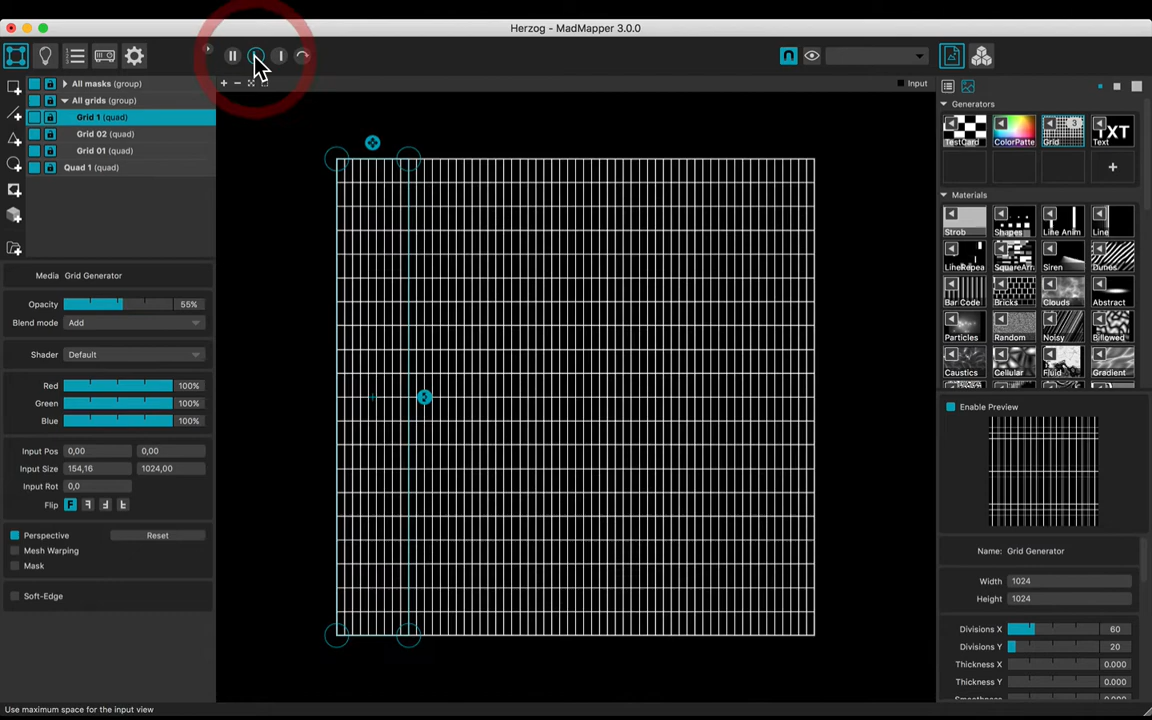 Herzog - MadMapper 3.0.0
Input
All masks (group)
All grids (group)
Grid 1 (quad)
Grid 02 (quad)
Grid 01 (quad)
Quad 1 (quad)
Media Grid Generator
Opacity 55%
Blend mode Add
Shader Default
Red 100%
Green 100%
Blue 100%
Input Pos 0,00 0,00
Input Size 154,16 1024,00
Input Rot 0,0
Flip
Perspective Reset
Mesh Warping
Mask
Soft-Edge
Use maximum space for the input view
Generators
3
TestCard ColorPatte Grid Text
TXT
Materials
Strob Shapes Line Anim Line
LineRepea SquareArra Siren Dunes
Bar Code Bricks Clouds Abstract
Particles Random Noisy Billowed
Caustics Cellular Fluid Gradient
Enable Preview
Name: Grid Generator
Width 1024
Height 1024
Divisions X 60
Divisions Y 20
Thickness X 0.000
Thickness Y 0.000